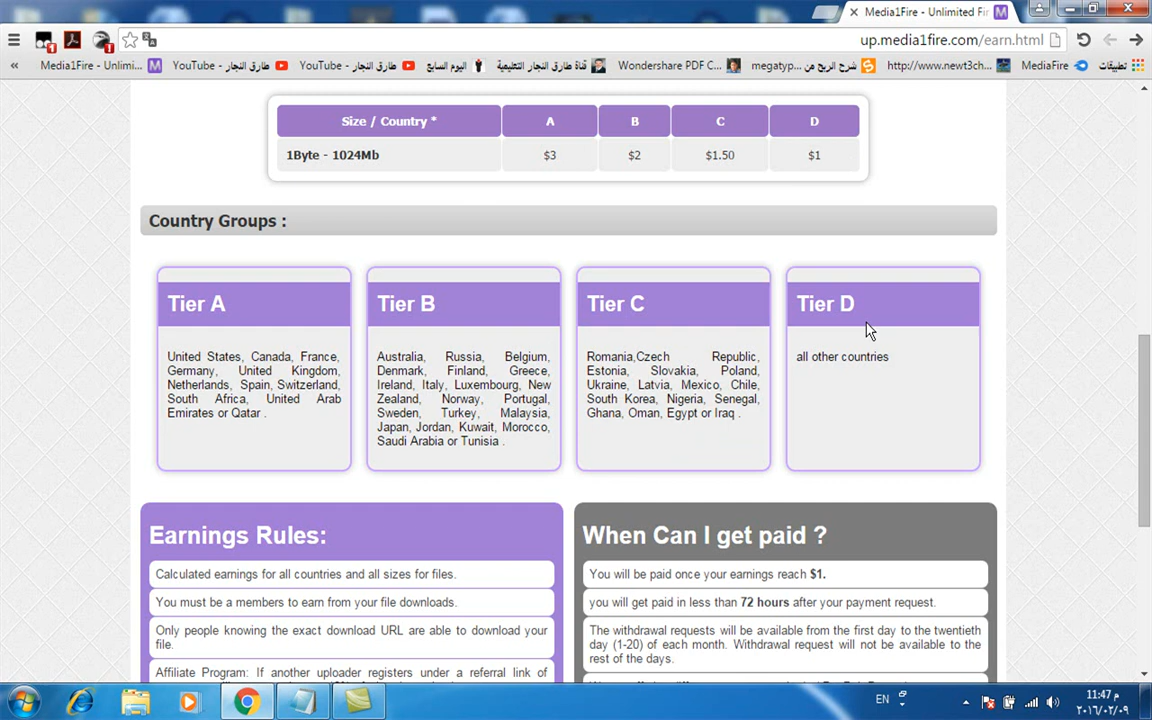 Media1Fire - Unlimited Fir
up.media1fire.com/earn.html
« Media1Fire - Unlimi... YouTube - طارق النجار YouTube - طارق النجار اليوم السابع قناة طارق النجار التعليمية Wondershare PDF C... شرح الربح من megatyp... http://www.newt3ch... MediaFire تطبيقات
Size / Country * A B C D
1Byte - 1024Mb $3 $2 $1.50 $1
Country Groups :
Tier A
United States, Canada, France,
Germany, United Kingdom,
Netherlands, Spain, Switzerland,
South Africa, United Arab
Emirates or Qatar .
Tier B
Australia, Russia, Belgium,
Denmark, Finland, Greece,
Ireland, Italy, Luxembourg, New
Zealand, Norway, Portugal,
Sweden, Turkey, Malaysia,
Japan, Jordan, Kuwait, Morocco,
Saudi Arabia or Tunisia .
Tier C
Romania,Czech Republic,
Estonia, Slovakia, Poland,
Ukraine, Latvia, Mexico, Chile,
South Korea, Nigeria, Senegal,
Ghana, Oman, Egypt or Iraq .
Tier D
all other countries
Earnings Rules:
Calculated earnings for all countries and all sizes for files.
You must be a members to earn from your file downloads.
Only people knowing the exact download URL are able to download your
file.
Affiliate Program: If another uploader registers under a referral link of
When Can I get paid ?
You will be paid once your earnings reach $1.
you will get paid in less than 72 hours after your payment request.
The withdrawal requests will be available from the first day to the twentieth
day (1-20) of each month. Withdrawal request will not be available to the
rest of the days.
EN
11:47 م
٢٠١٦/٠٢/٠٩